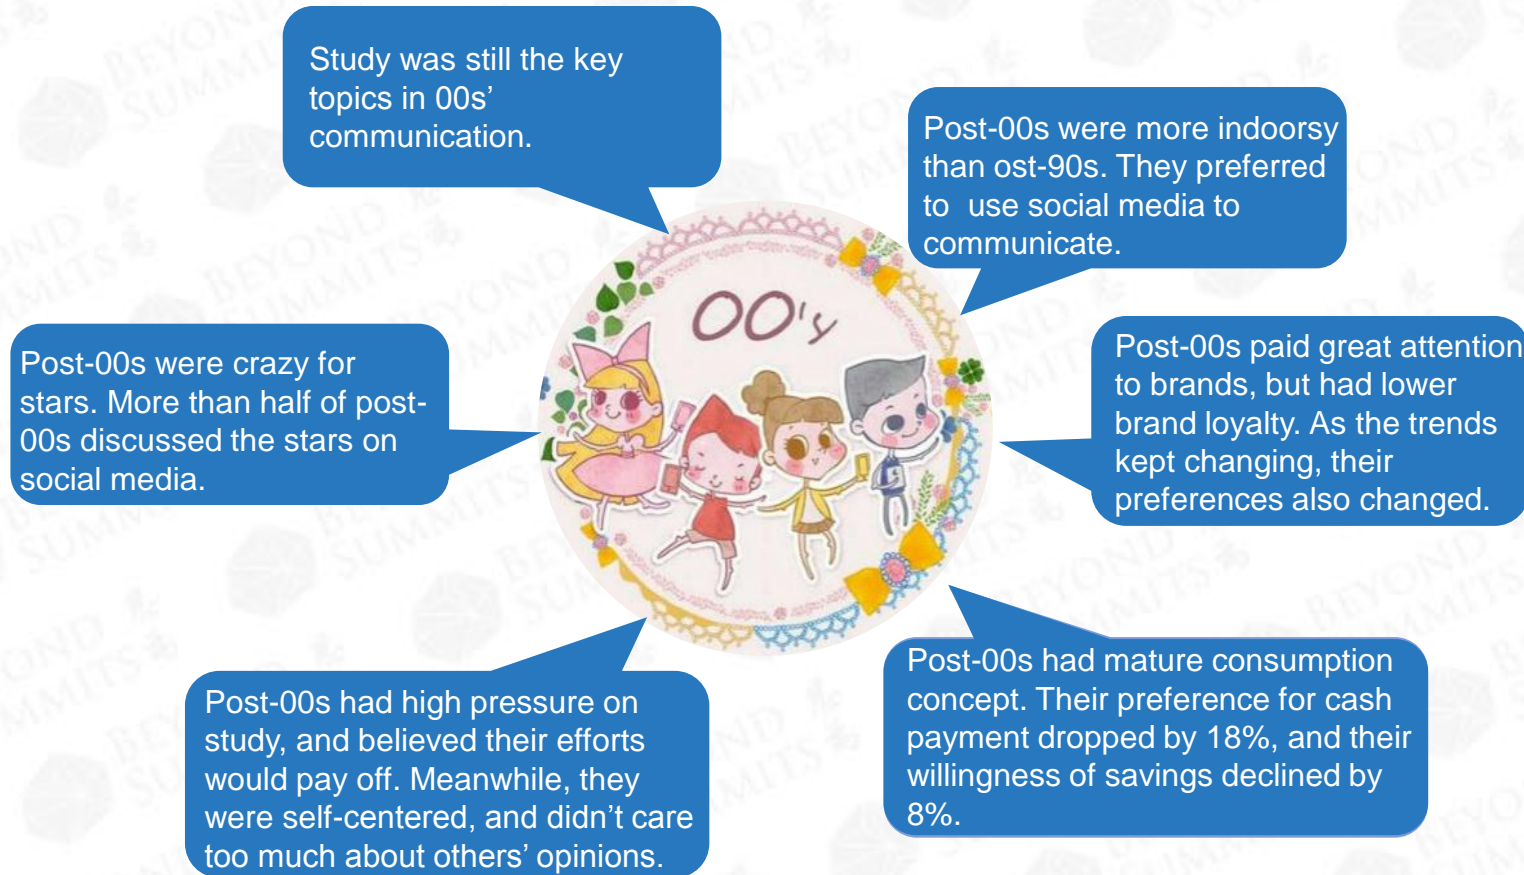 Study was still the key
topics in 00s’
communication.
Post-00s were more indoorsy
than ost-90s. They preferred
to  use social media to
communicate.
00's
Post-00s were crazy for
stars. More than half of post-
00s discussed the stars on
social media.
Post-00s paid great attention
to brands, but had lower
brand loyalty. As the trends
kept changing, their
preferences also changed.
Post-00s had high pressure on
study, and believed their efforts
would pay off. Meanwhile, they
were self-centered, and didn’t care
too much about others’ opinions.
Post-00s had mature consumption
concept. Their preference for cash
payment dropped by 18%, and their
willingness of savings declined by
8%.
BEYOND
SUMMITS